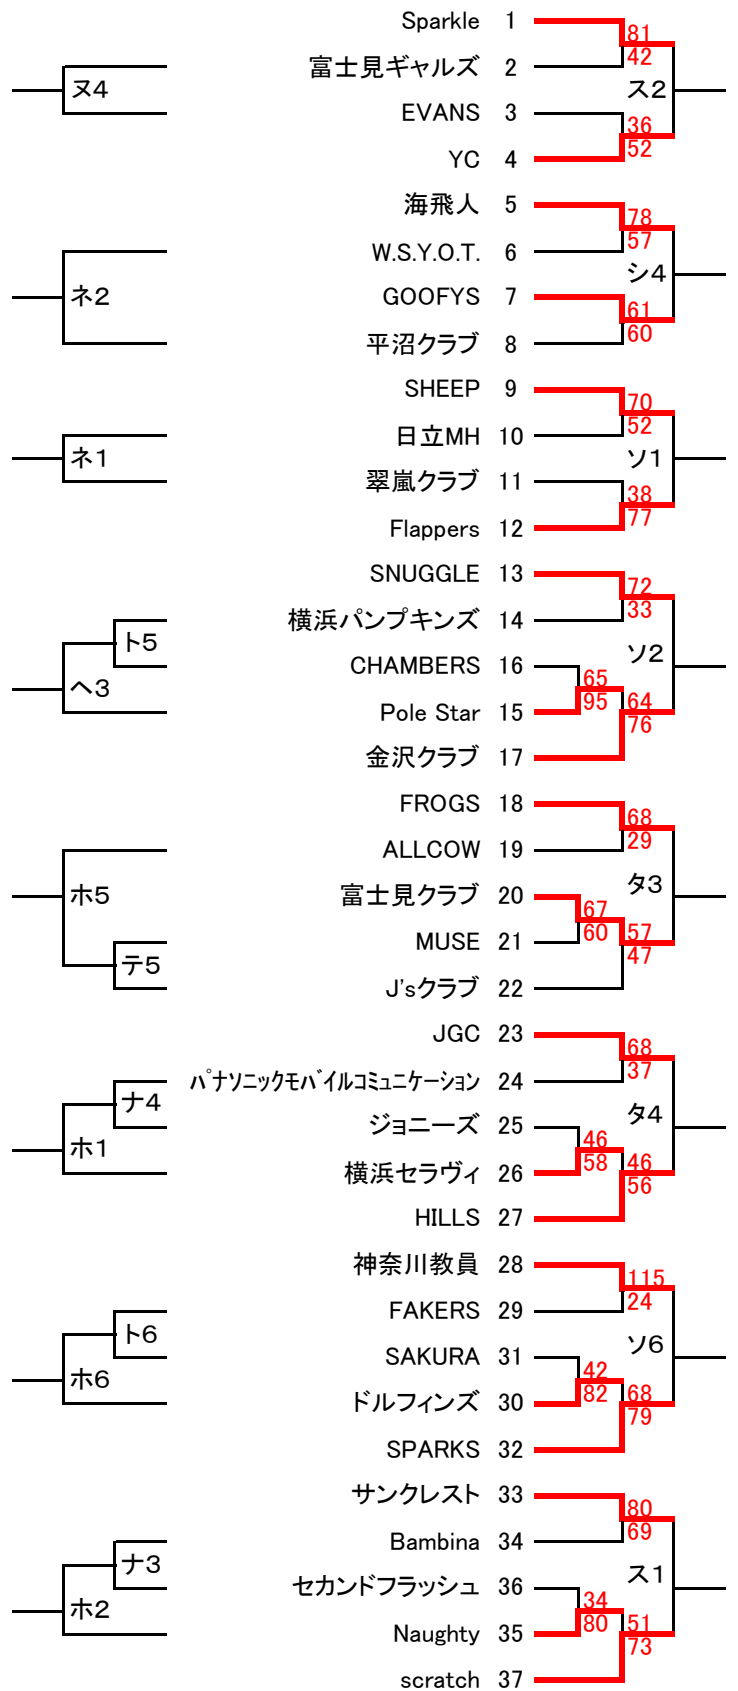 Sparkle 1
81
ヌ4 富士見ギャルズ 2 42
ス2
EVANS 3
36
YC 4 52
海飛人 5
78
W.S.Y.O.T. 6 57
シ4
ネ2 GOOFYS 7
61
平沼クラブ 8 60
SHEEP 9
70
日立MH 10 52
ネ1 ソ1
翠嵐クラブ 11
38
Flappers 12 77
SNUGGLE 13
72
横浜パンプキンズ 14 33
ト5 ソ2
CHAMBERS 16
65
ヘ3 95 64
Pole Star 15 76
金沢クラブ 17
FROGS 18
68
ALLCOW 19 29
タ3
ホ5 富士見クラブ 20
67
MUSE 21 60 57
テ5 47
J'sクラブ 22
JGC 23
68
パナソニックモバイルコミュニケーション 24 37
ナ4 タ4
ジョニーズ 25
46
ホ1 58 46
横浜セラヴィ 26 56
HILLS 27
神奈川教員 28
115
FAKERS 29 24
ト6 ソ6
SAKURA 31
42
ホ6 82 68
ドルフィンズ 30 79
SPARKS 32
サンクレスト 33
80
Bambina 34 69
ナ3 ス1
セカンドフラッシュ 36
34
ホ2 80 51
Naughty 35 73
scratch 37